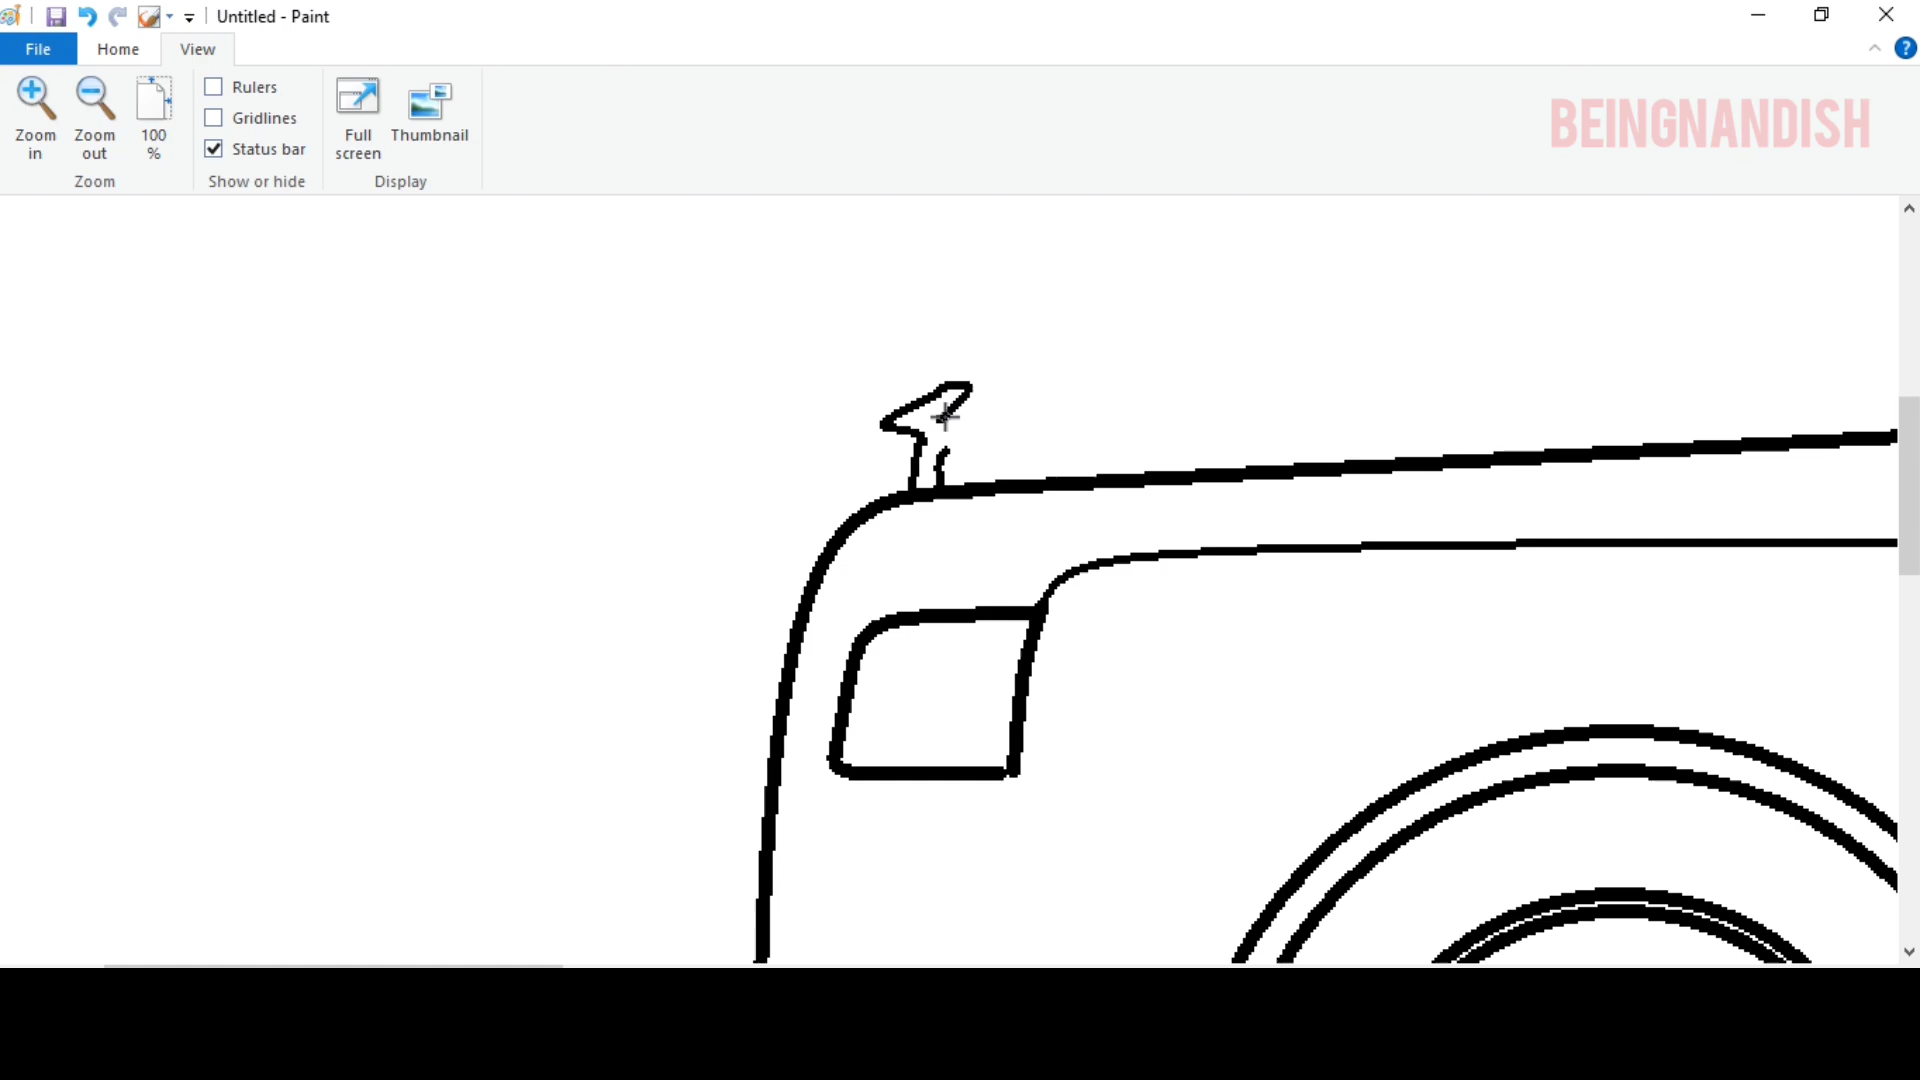 Untitled - Paint
File Home View
Zoom in
Zoom out
100 %
Rulers
Gridlines
Status bar
Full screen
Thumbnail
Zoom
Show or hide
Display
BEINGNANDISH
?